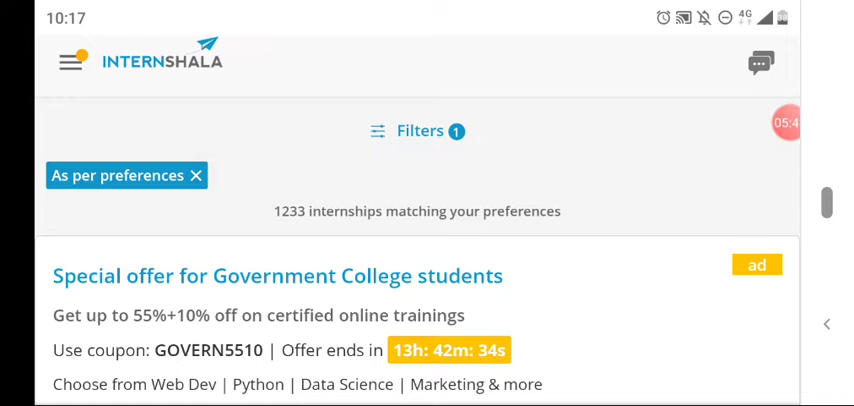 10:17
4G
INTERNSHALA
Filters 1
As per preferences ×
1233 internships matching your preferences
Special offer for Government College students
ad
Get up to 55%+10% off on certified online trainings
Use coupon: GOVERN5510 | Offer ends in 13h: 42m: 34s
Choose from Web Dev | Python | Data Science | Marketing & more